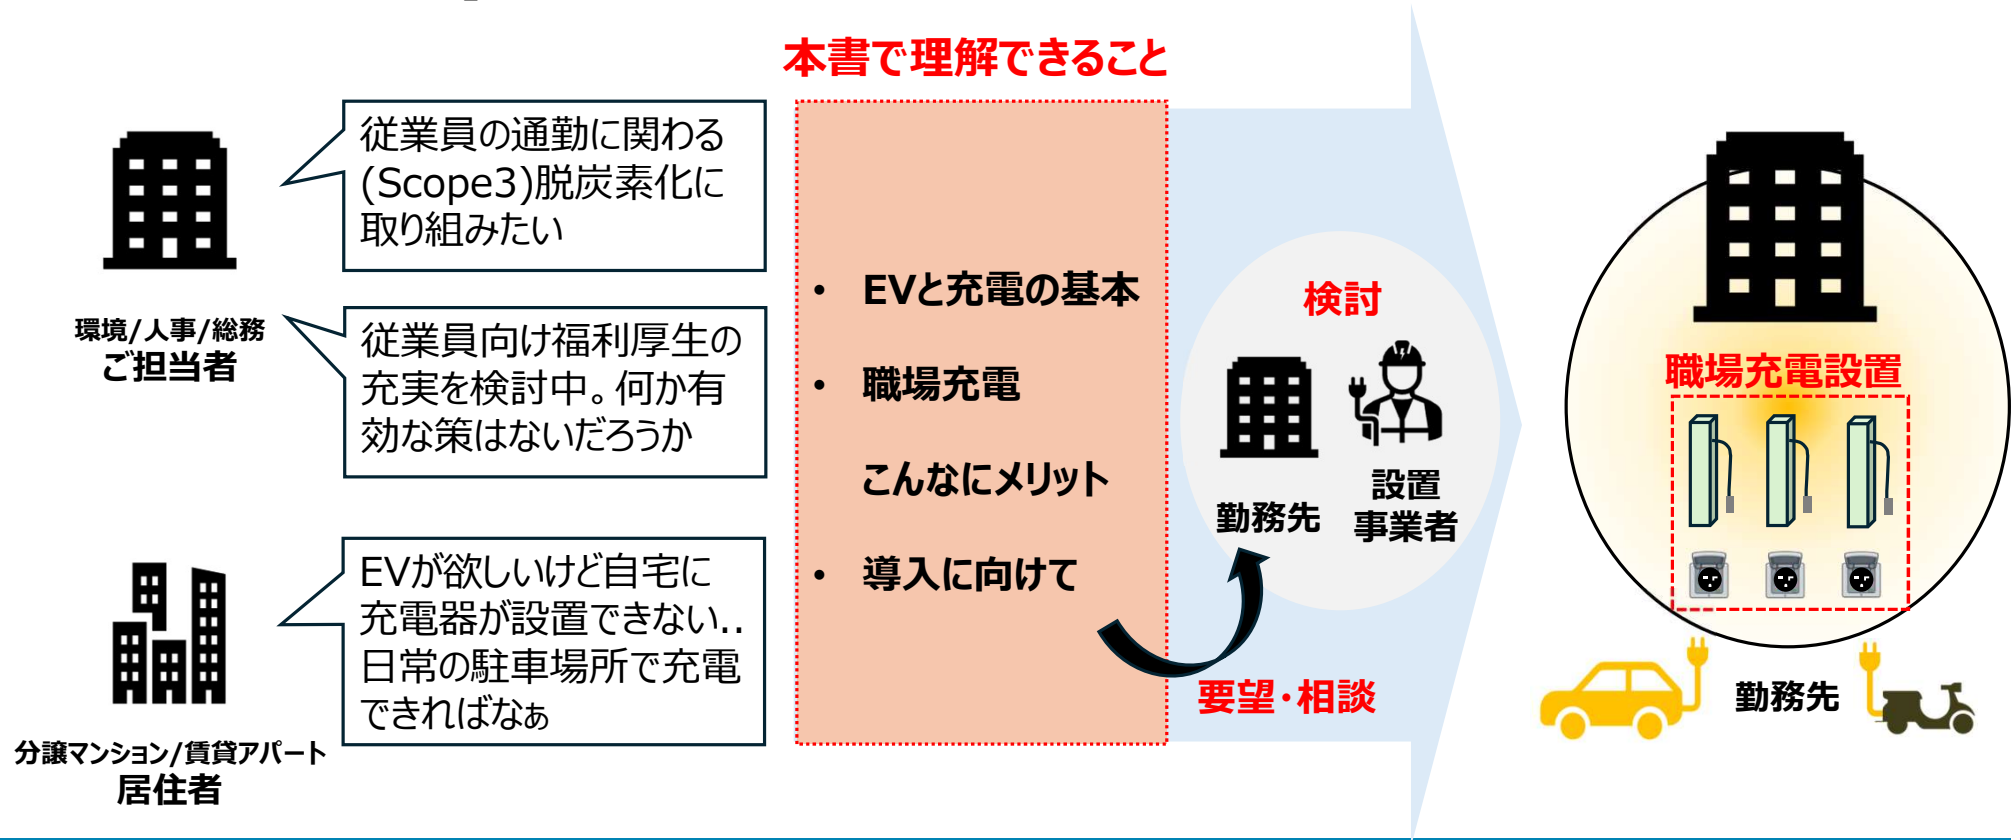 本書で理解できること
従業員の通勤に関わる
(Scope3)脱炭素化に
取り組みたい
環境/人事/総務
ご担当者
従業員向け福利厚生の
充実を検討中。何か有
効な策はないだろうか
EVが欲しいけど自宅に
充電器が設置できない..
日常の駐車場所で充電
できればなぁ
分譲マンション/賃貸アパート
居住者
• EVと充電の基本
• 職場充電
こんなにメリット
• 導入に向けて
検討
勤務先
設置
事業者
要望・相談
職場充電設置
勤務先